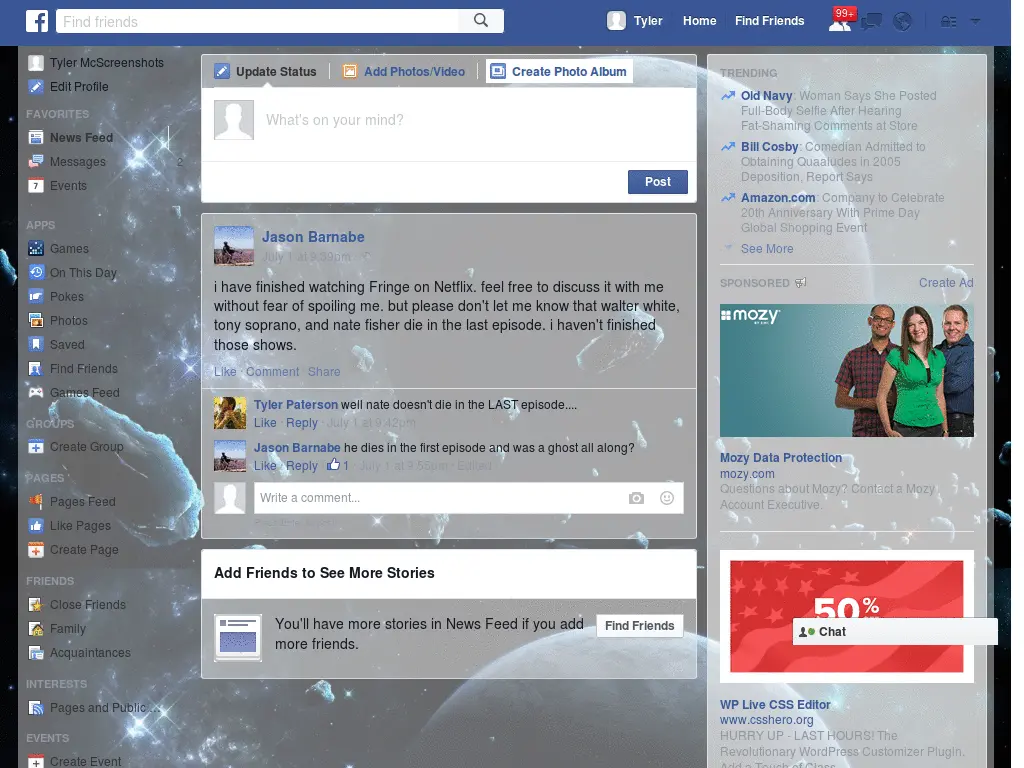 Find friends
Tyler
Home
Find Friends
99+
Tyler McScreenshots
Edit Profile
FAVORITES
News Feed
Messages
2
Events
APPS
Games
On This Day
Pokes
Photos
Saved
Find Friends
Games Feed
GROUPS
Create Group
PAGES
Pages Feed
Like Pages
Create Page
FRIENDS
Close Friends
Family
Acquaintances
INTERESTS
Pages and Public ...
EVENTS
Create Event
Update Status
Add Photos/Video
Create Photo Album
What's on your mind?
Post
Jason Barnabe
July 1 at 9:39pm ·
i have finished watching Fringe on Netflix. feel free to discuss it with me
without fear of spoiling me. but please don't let me know that walter white,
tony soprano, and nate fisher die in the last episode. i haven't finished
those shows.
Like · Comment · Share
Tyler Paterson well nate doesn't die in the LAST episode....
Like · Reply · July 1 at 9:42pm
Jason Barnabe he dies in the first episode and was a ghost all along?
Like · Reply · 1 · July 1 at 9:55pm · Edited
Write a comment...
Add Friends to See More Stories
You'll have more stories in News Feed if you add
more friends.
Find Friends
TRENDING
Old Navy: Woman Says She Posted
Full-Body Selfie After Hearing
Fat-Shaming Comments at Store
Bill Cosby: Comedian Admitted to
Obtaining Quaaludes in 2005
Deposition, Report Says
Amazon.com: Company to Celebrate
20th Anniversary With Prime Day
Global Shopping Event
See More
SPONSORED
Create Ad
mozy
Mozy Data Protection
mozy.com
Questions about Mozy? Contact a Mozy
Account Executive.
50%
Chat
WP Live CSS Editor
www.csshero.org
HURRY UP - LAST HOURS! The
Revolutionary WordPress Customizer Plugin.
Add a Touch of Class